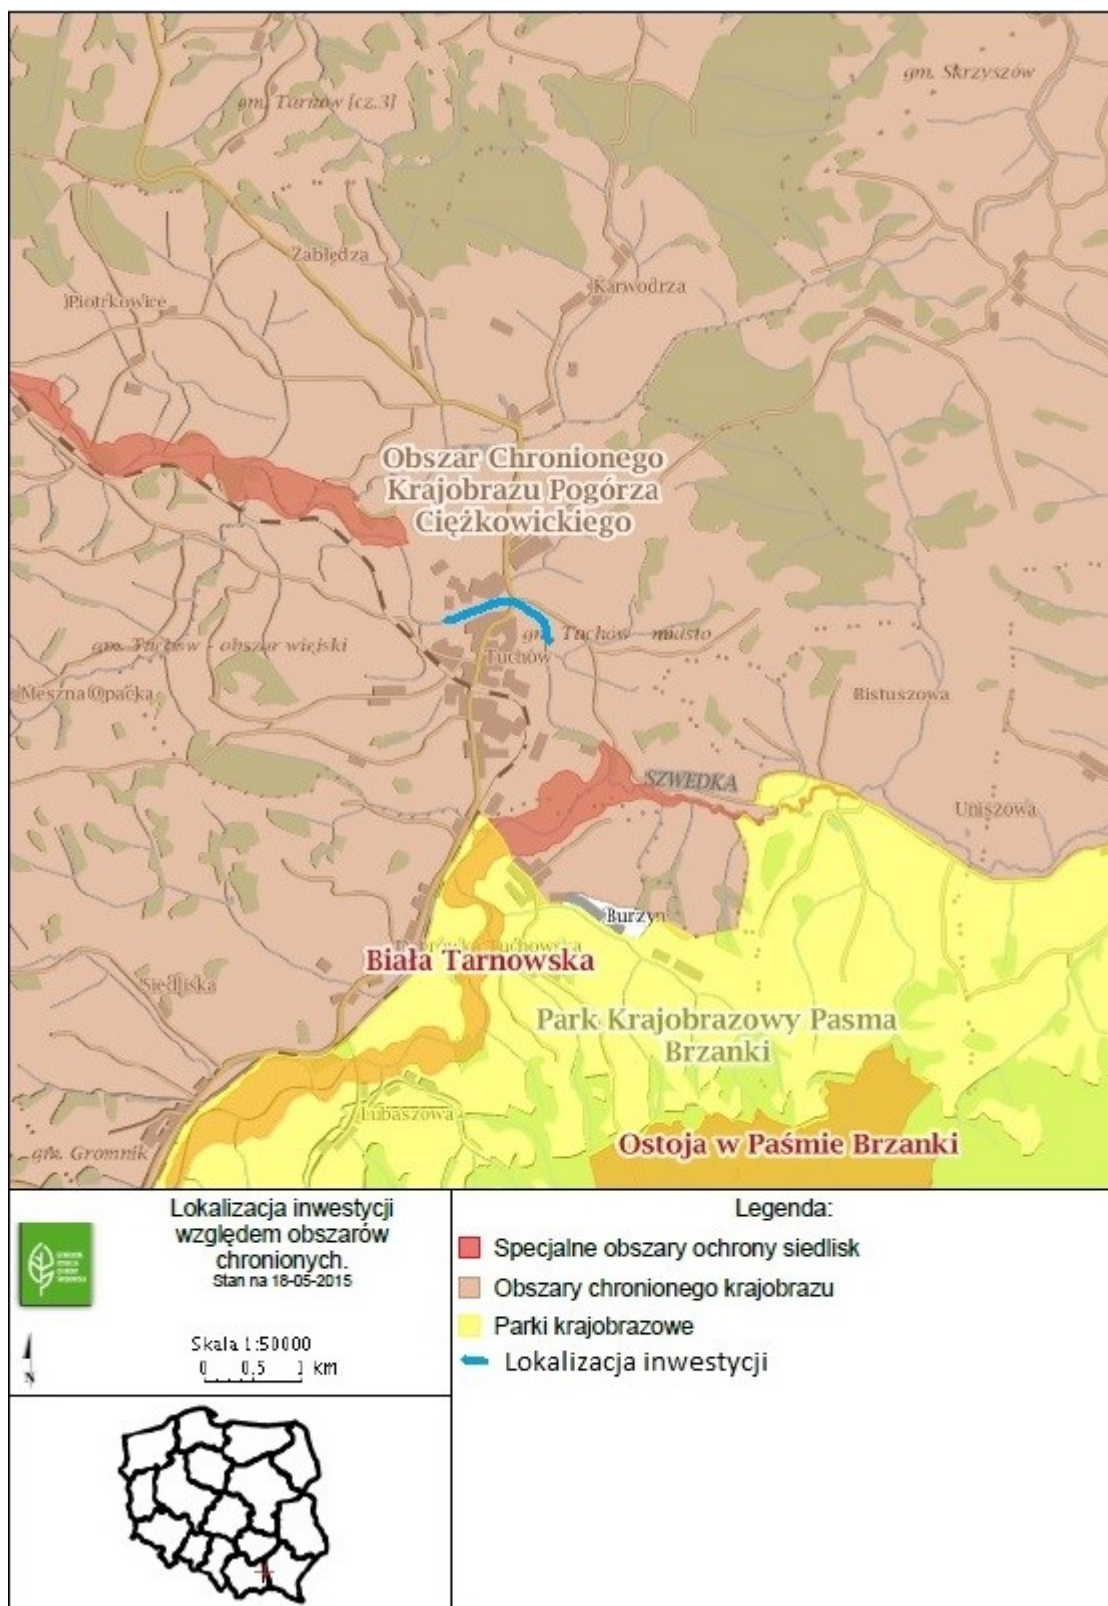 gm. Skrzyszów
gm. Tarnów [cz.3]
Zabłędza
Karwodrza
Piotrkowice
Obszar Chronionego
Krajobrazu Pogórza
Ciężkowickiego
gm. Tuchów - miasto
gm. Tuchów - obszar wiejski
Tuchów
Meszna Opacka
Bistuszowa
SZWEDKA
Uniszowa
Burzyn
Biała Tarnowska
Siedliska
Park Krajobrazowy Pasma
Brzanki
Lubaszowa
gm. Gromnik
Ostoja w Paśmie Brzanki
Lokalizacja inwestycji
względem obszarów
chronionych.
Stan na 18-05-2015
Skala 1:50000
0 0.5 1 km
N
Legenda:
Specjalne obszary ochrony siedlisk
Obszary chronionego krajobrazu
Parki krajobrazowe
Lokalizacja inwestycji